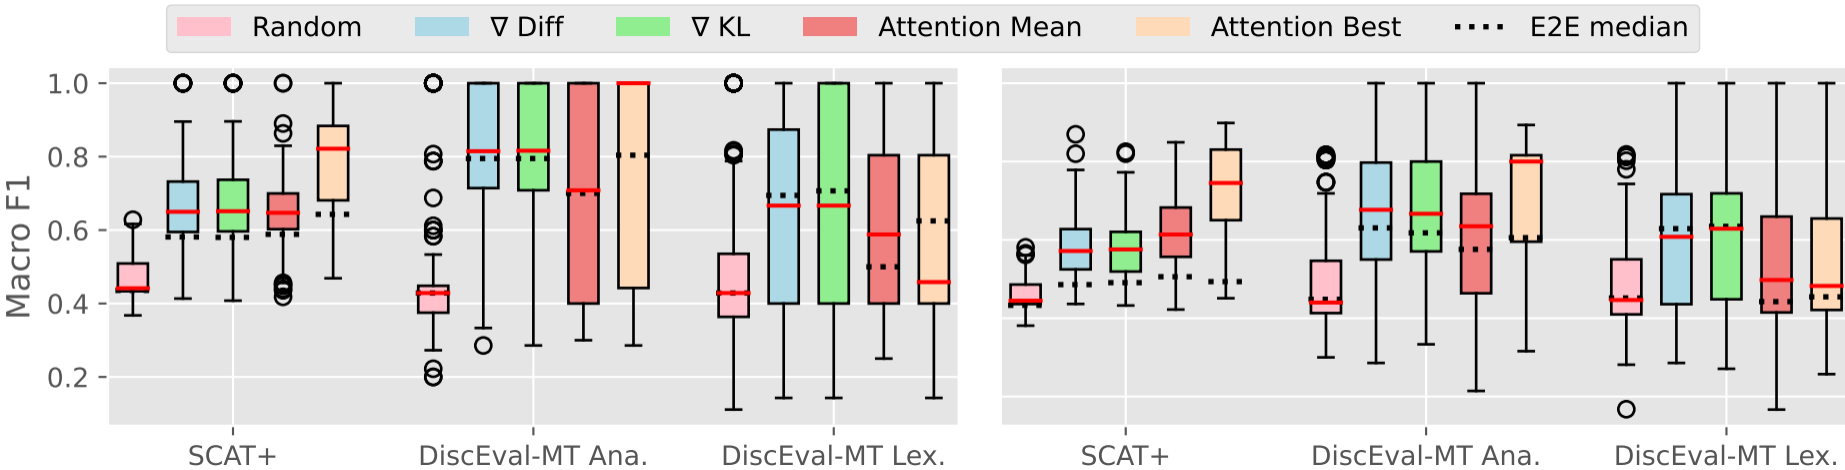 Random ∇ Diff ∇ KL Attention Mean Attention Best E2E median
Macro F1
1.0
0.8
0.6
0.4
0.2
SCAT+ DiscEval-MT Ana. DiscEval-MT Lex. SCAT+ DiscEval-MT Ana. DiscEval-MT Lex.